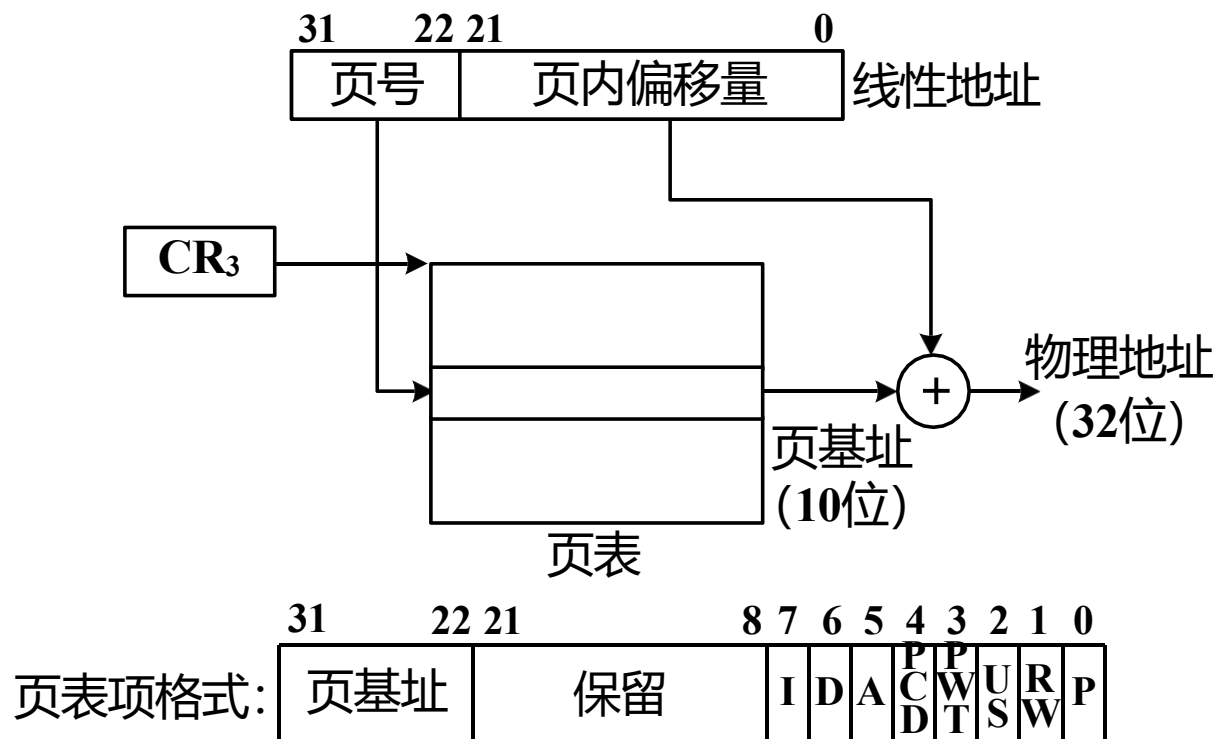 31 22 21 0
页号 页内偏移量 线性地址
CR3
+
物理地址
(32位)
页基址
(10位)
页表
31 22 21 8 7 6 5 4 3 2 1 0
页表项格式: 页基址 保留 I D A PCD PWT US RW P